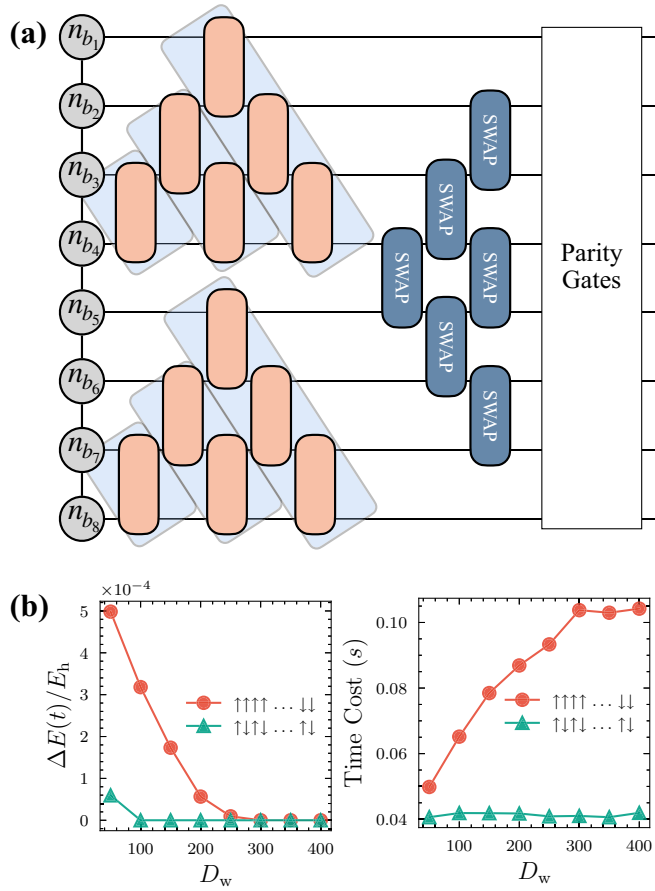 (a)
n_{b_1}
n_{b_2}
n_{b_3}
n_{b_4}
n_{b_5}
n_{b_6}
n_{b_7}
n_{b_8}
SWAP
SWAP
SWAP
SWAP
SWAP
SWAP
Parity
Gates
(b)
×10⁻⁴
ΔE(t)/E_h
5
4
3
2
1
0
↑↑↑↑ … ↓↓
↑↓↑↓ … ↑↓
100 200 300 400
D_w
Time Cost (s)
0.10
0.08
0.06
0.04
↑↑↑↑ … ↓↓
↑↓↑↓ … ↑↓
100 200 300 400
D_w